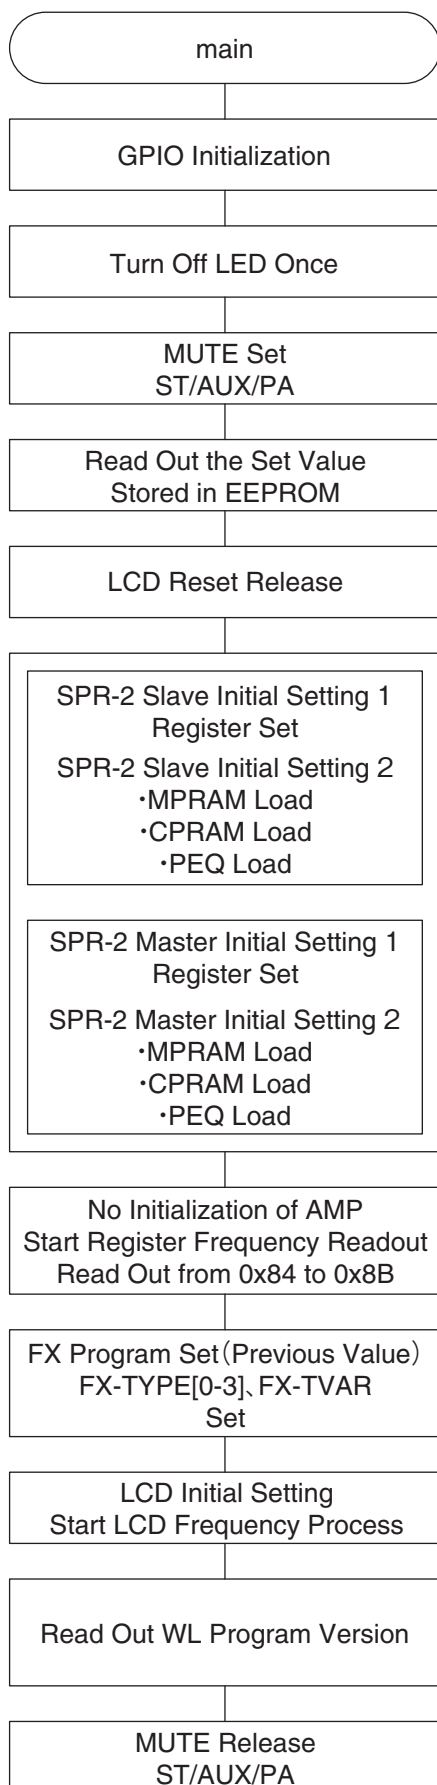 main
GPIO Initialization
Turn Off LED Once
MUTE Set
ST/AUX/PA
Read Out the Set Value
Stored in EEPROM
LCD Reset Release
SPR-2 Slave Initial Setting 1
Register Set
SPR-2 Slave Initial Setting 2
・MPRAM Load
・CPRAM Load
・PEQ Load
SPR-2 Master Initial Setting 1
Register Set
SPR-2 Master Initial Setting 2
・MPRAM Load
・CPRAM Load
・PEQ Load
No Initialization of AMP
Start Register Frequency Readout
Read Out from 0x84 to 0x8B
FX Program Set(Previous Value)
FX-TYPE[0-3]、FX-TVAR
Set
LCD Initial Setting
Start LCD Frequency Process
Read Out WL Program Version
MUTE Release
ST/AUX/PA